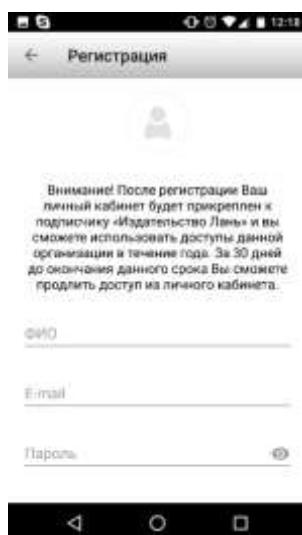 12:18
Регистрация
Внимание! После регистрации Ваш
личный кабинет будет прикреплен к
подписчику «Издательство Лань» и вы
сможете использовать доступы данной
организации в течение года. За 30 дней
до окончания данного срока Вы сможете
продлить доступ из личного кабинета.
ФИО
E-mail
Пароль